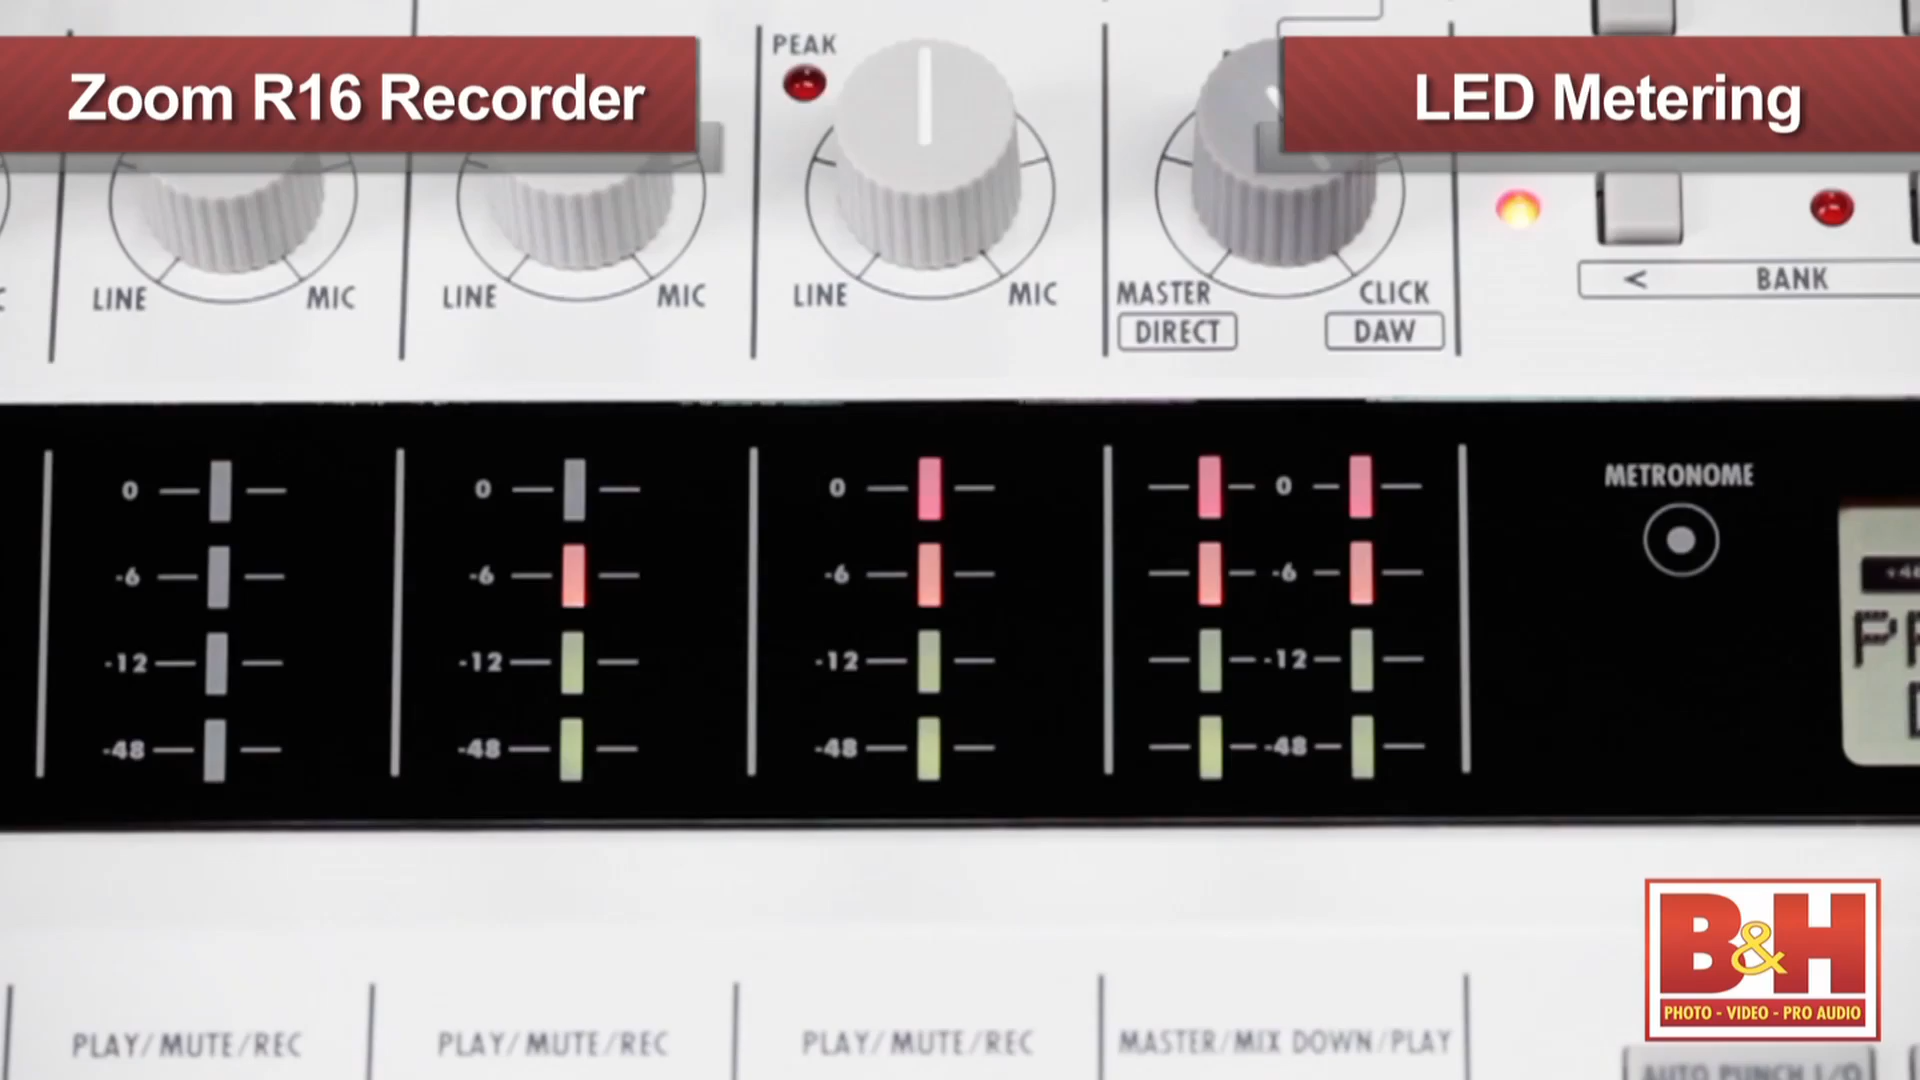 Zoom R16 Recorder
PEAK
LED Metering
LINE MIC
LINE MIC
LINE MIC
MASTER CLICK
DIRECT DAW
< BANK
0 0 0 0
METRONOME
-6 -6 -6 -6
-12 -12 -12 -12
-48 -48 -48 -48
B&H
PHOTO - VIDEO - PRO AUDIO
PLAY/MUTE/REC PLAY/MUTE/REC PLAY/MUTE/REC MASTER/MIX DOWN/PLAY
AUTO PUNCH I/O